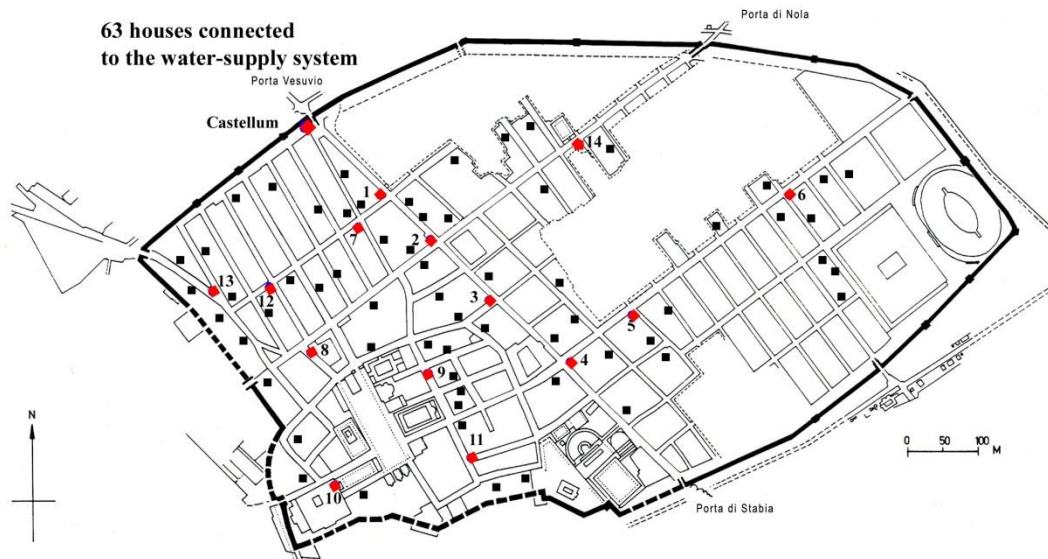 63 houses connected
to the water-supply system
Porta di Nola
Porta Vesuvio
Castellum
14
1
6
7
2
13
12
3
5
8
4
9
11
10
N
0 50 100
M
Porta di Stabia